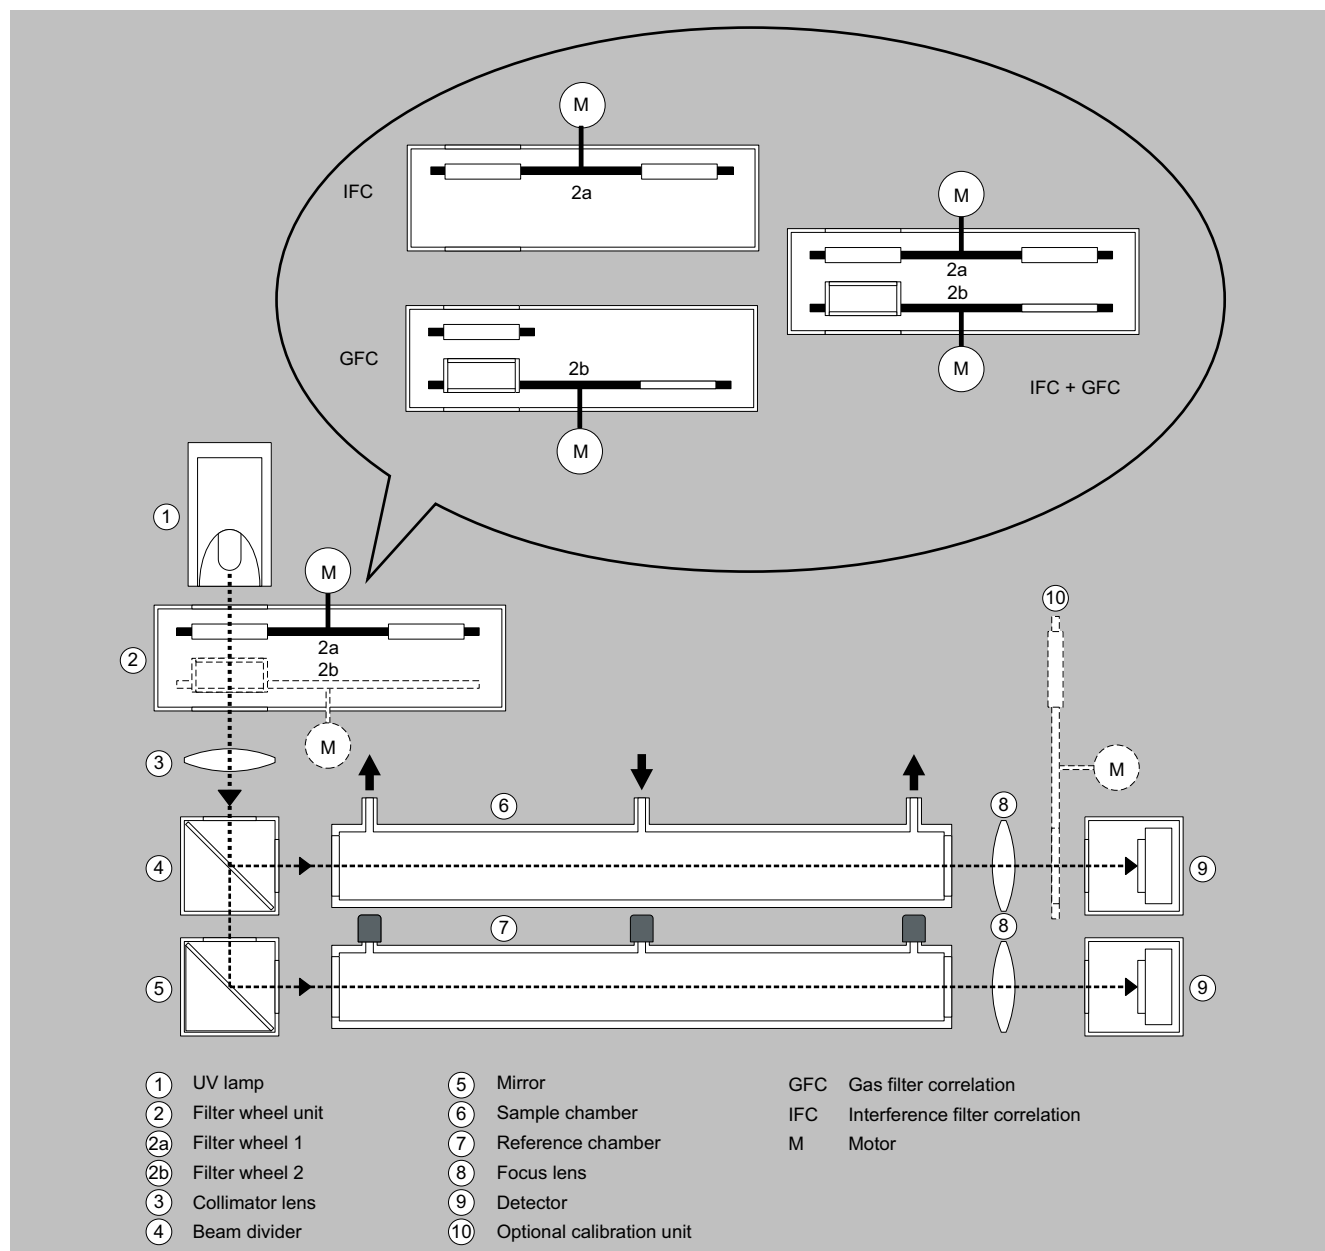 M
IFC
2a
M
2a
2b
M
IFC + GFC
GFC
2b
M
1
M
2
2a
2b
M
3
10
M
6
8
4
9
7
8
5
9
1 UV lamp
2 Filter wheel unit
2a Filter wheel 1
2b Filter wheel 2
3 Collimator lens
4 Beam divider
5 Mirror
6 Sample chamber
7 Reference chamber
8 Focus lens
9 Detector
10 Optional calibration unit
GFC Gas filter correlation
IFC Interference filter correlation
M Motor